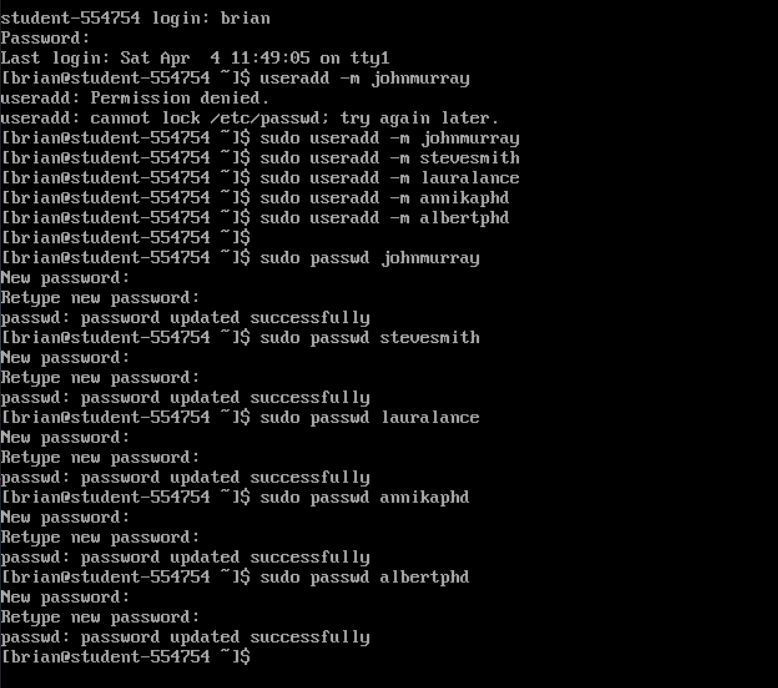 student-554754 login: brian
Password:
Last login: Sat Apr  4 11:49:05 on tty1
[brian@student-554754 ~]$ useradd -m johnmurray
useradd: Permission denied.
useradd: cannot lock /etc/passwd; try again later.
[brian@student-554754 ~]$ sudo useradd -m johnmurray
[brian@student-554754 ~]$ sudo useradd -m stevesmith
[brian@student-554754 ~]$ sudo useradd -m lauralance
[brian@student-554754 ~]$ sudo useradd -m annikaphd
[brian@student-554754 ~]$ sudo useradd -m albertphd
[brian@student-554754 ~]$
[brian@student-554754 ~]$ sudo passwd johnmurray
New password:
Retype new password:
passwd: password updated successfully
[brian@student-554754 ~]$ sudo passwd stevesmith
New password:
Retype new password:
passwd: password updated successfully
[brian@student-554754 ~]$ sudo passwd lauralance
New password:
Retype new password:
passwd: password updated successfully
[brian@student-554754 ~]$ sudo passwd annikaphd
New password:
Retype new password:
passwd: password updated successfully
[brian@student-554754 ~]$ sudo passwd albertphd
New password:
Retype new password:
passwd: password updated successfully
[brian@student-554754 ~]$